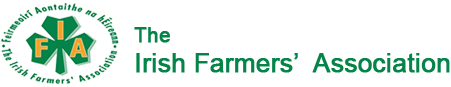 Feirmeoirí Aontaithe na hÉireann
The Irish Farmers' Association
IFA
The
Irish Farmers’  Association